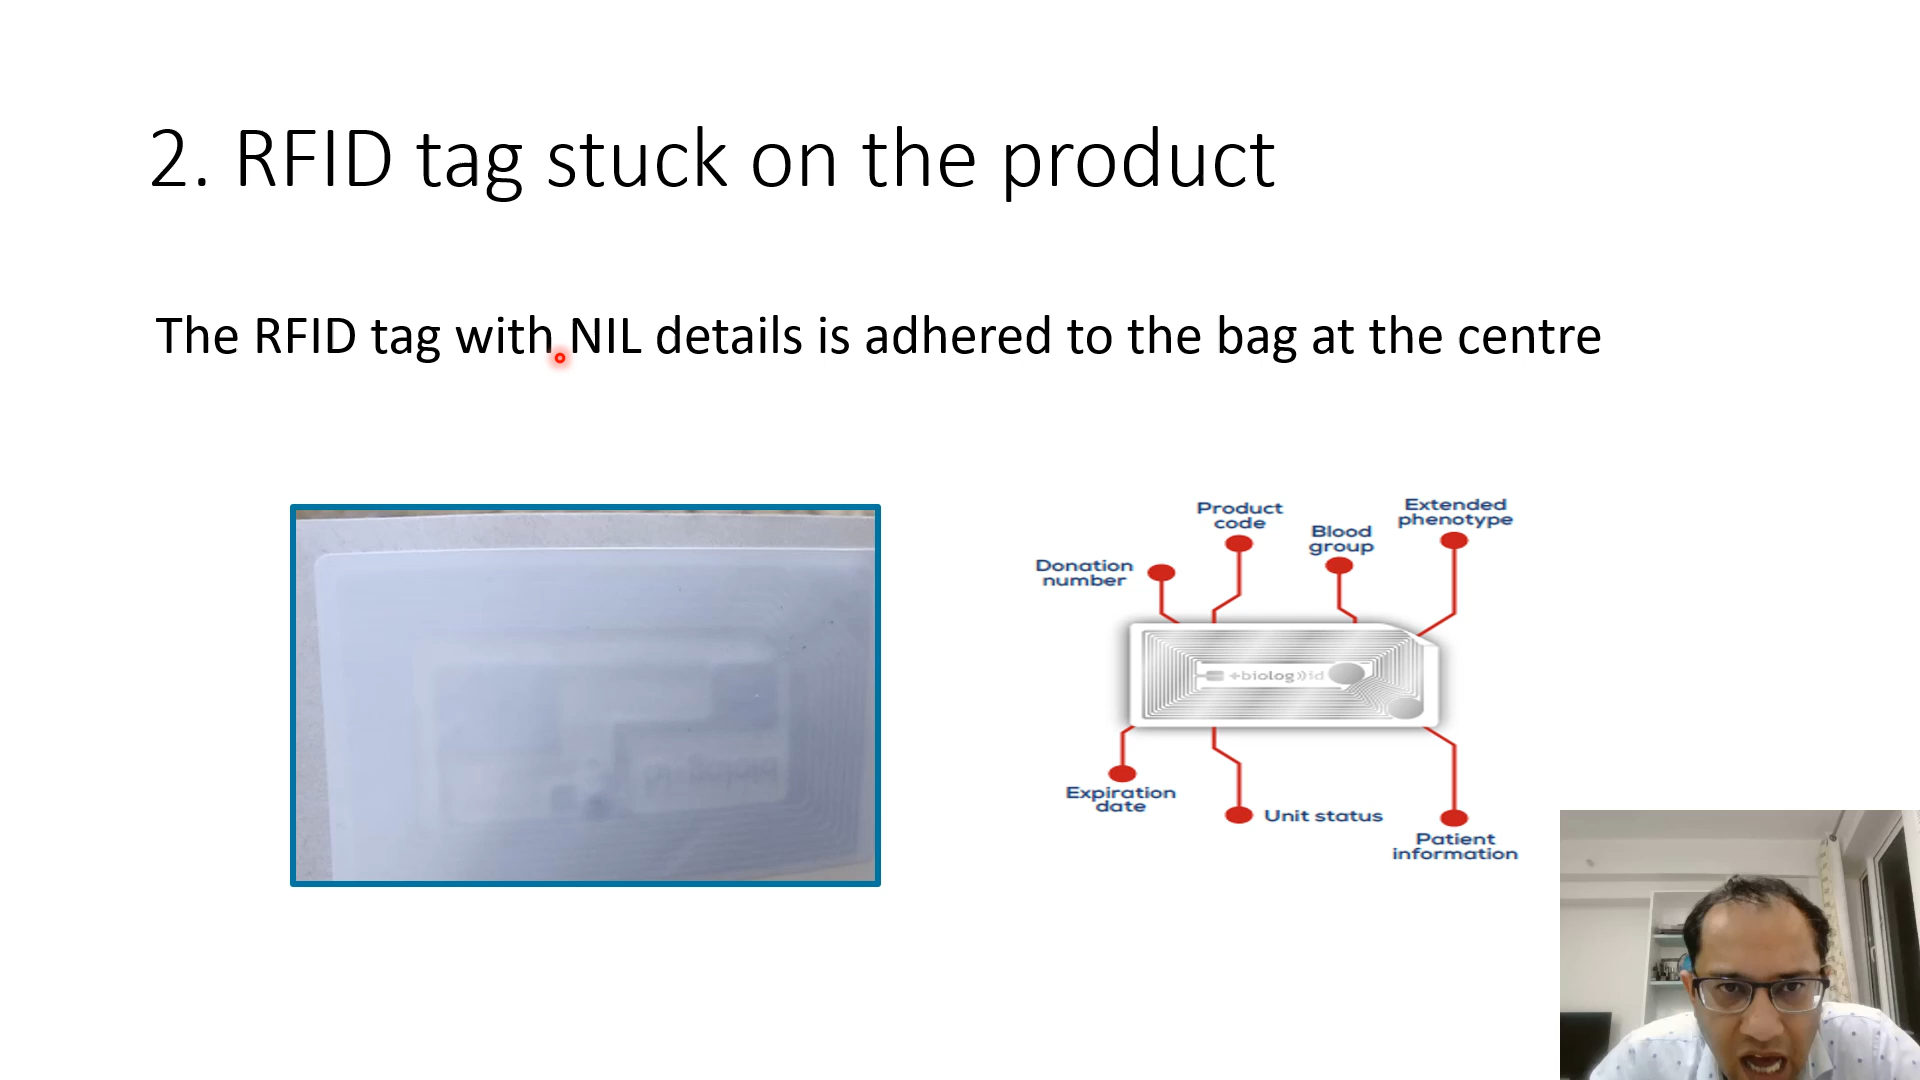 2. RFID tag stuck on the product
The RFID tag with NIL details is adhered to the bag at the centre
Product
code
Extended
phenotype
Blood
group
Donation
number
+biolog))id
Expiration
date
Unit status
Patient
information